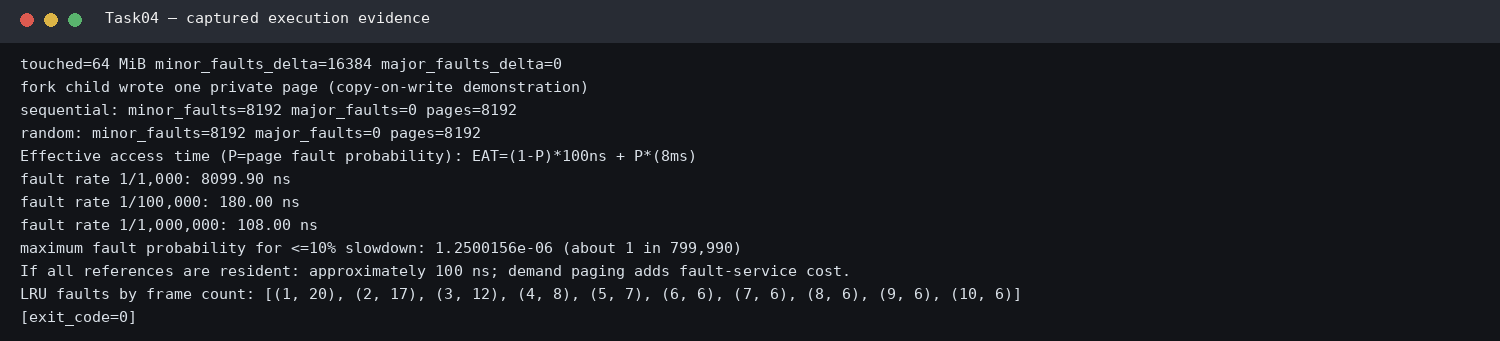 Task04 — captured execution evidence
touched=64 MiB minor_faults_delta=16384 major_faults_delta=0
fork child wrote one private page (copy-on-write demonstration)
sequential: minor_faults=8192 major_faults=0 pages=8192
random: minor_faults=8192 major_faults=0 pages=8192
Effective access time (P=page fault probability): EAT=(1-P)*100ns + P*(8ms)
fault rate 1/1,000: 8099.90 ns
fault rate 1/100,000: 180.00 ns
fault rate 1/1,000,000: 108.00 ns
maximum fault probability for <=10% slowdown: 1.2500156e-06 (about 1 in 799,990)
If all references are resident: approximately 100 ns; demand paging adds fault-service cost.
LRU faults by frame count: [(1, 20), (2, 17), (3, 12), (4, 8), (5, 7), (6, 6), (7, 6), (8, 6), (9, 6), (10, 6)]
[exit_code=0]